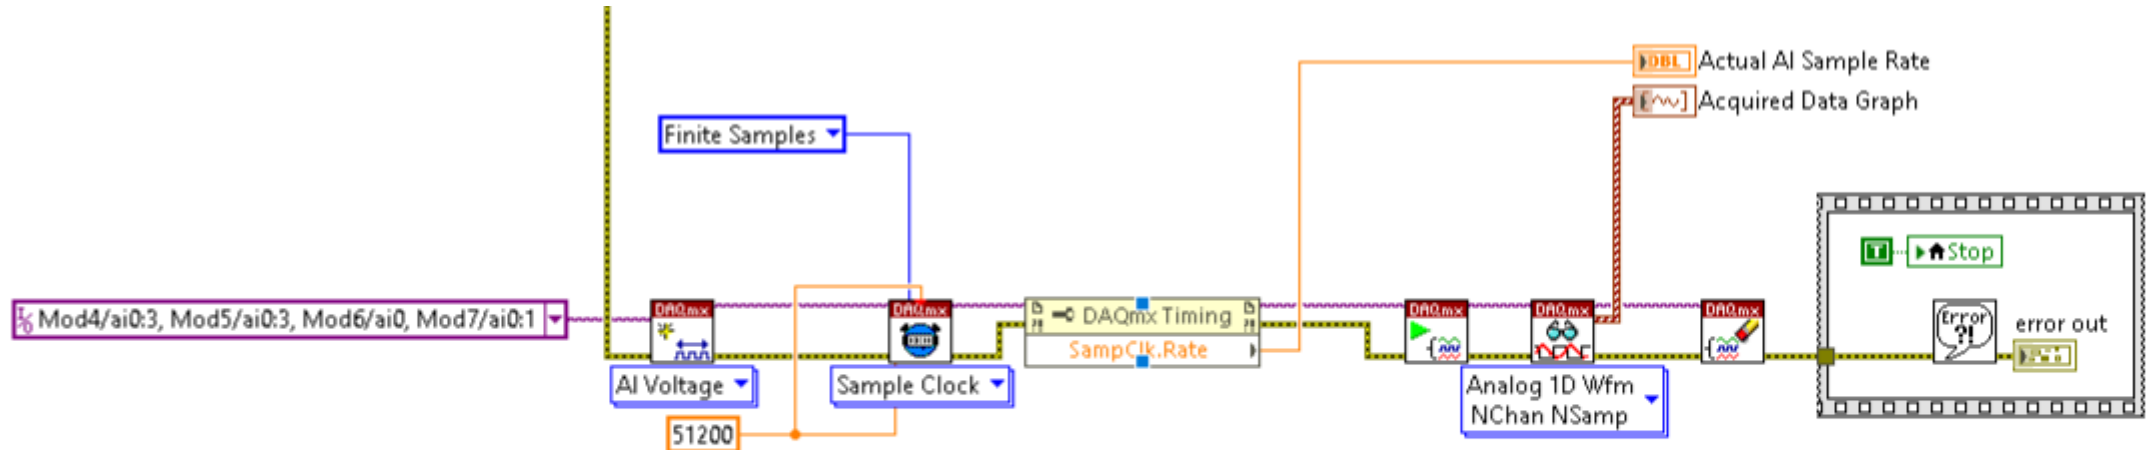 DBL Actual AI Sample Rate
Acquired Data Graph
Finite Samples
T Stop
Mod4/ai0:3, Mod5/ai0:3, Mod6/ai0, Mod7/ai0:1
DAQmx
DAQmx
DAQmx Timing
SampClk.Rate
DAQmx
DAQmx
DAQmx
Error
?!
error out
AI Voltage
Sample Clock
Analog 1D Wfm
NChan NSamp
51200